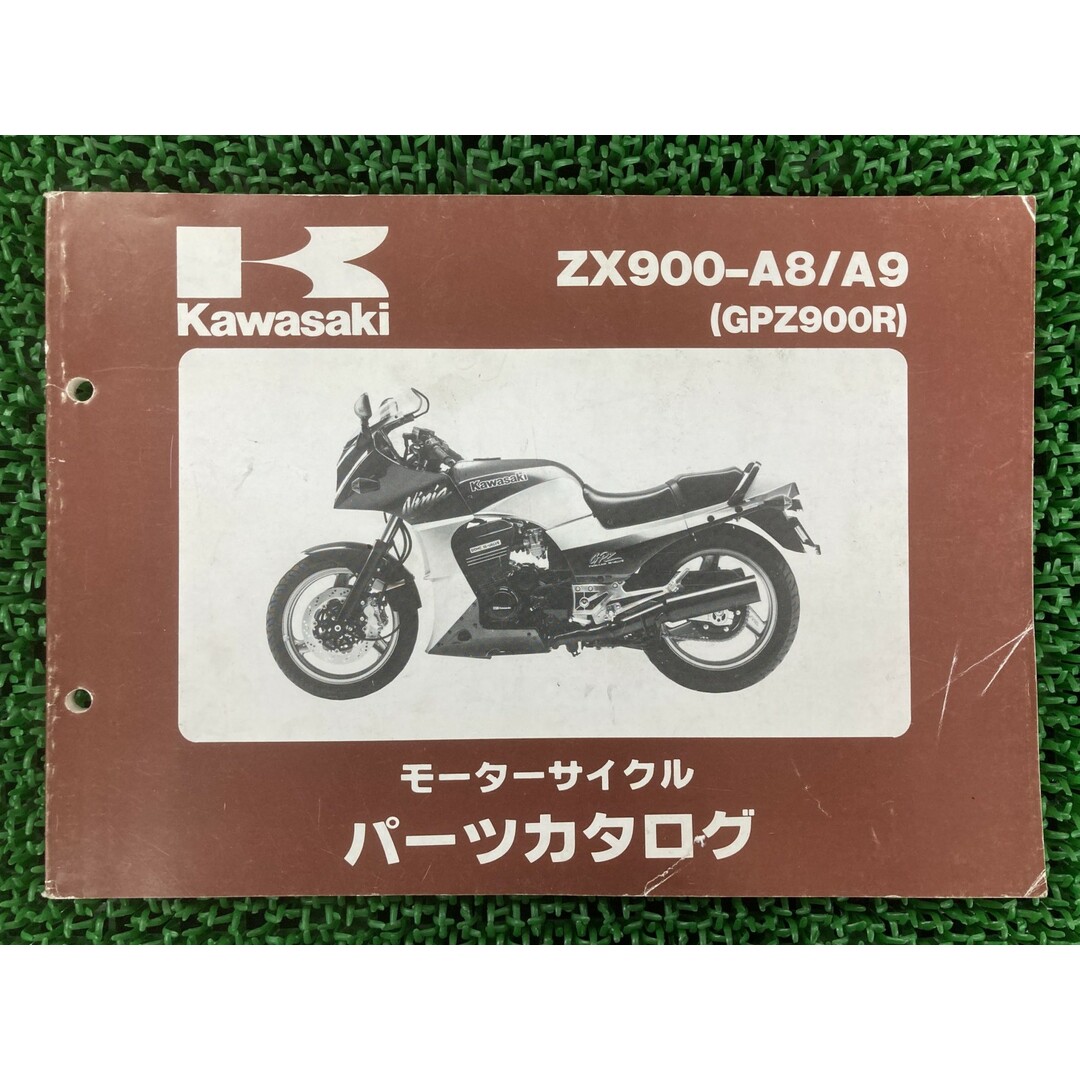 Kawasaki
ZX900-A8/A9
(GPZ900R)
Ninja
Kawasaki
GPZ
モーターサイクル
パーツカタログ